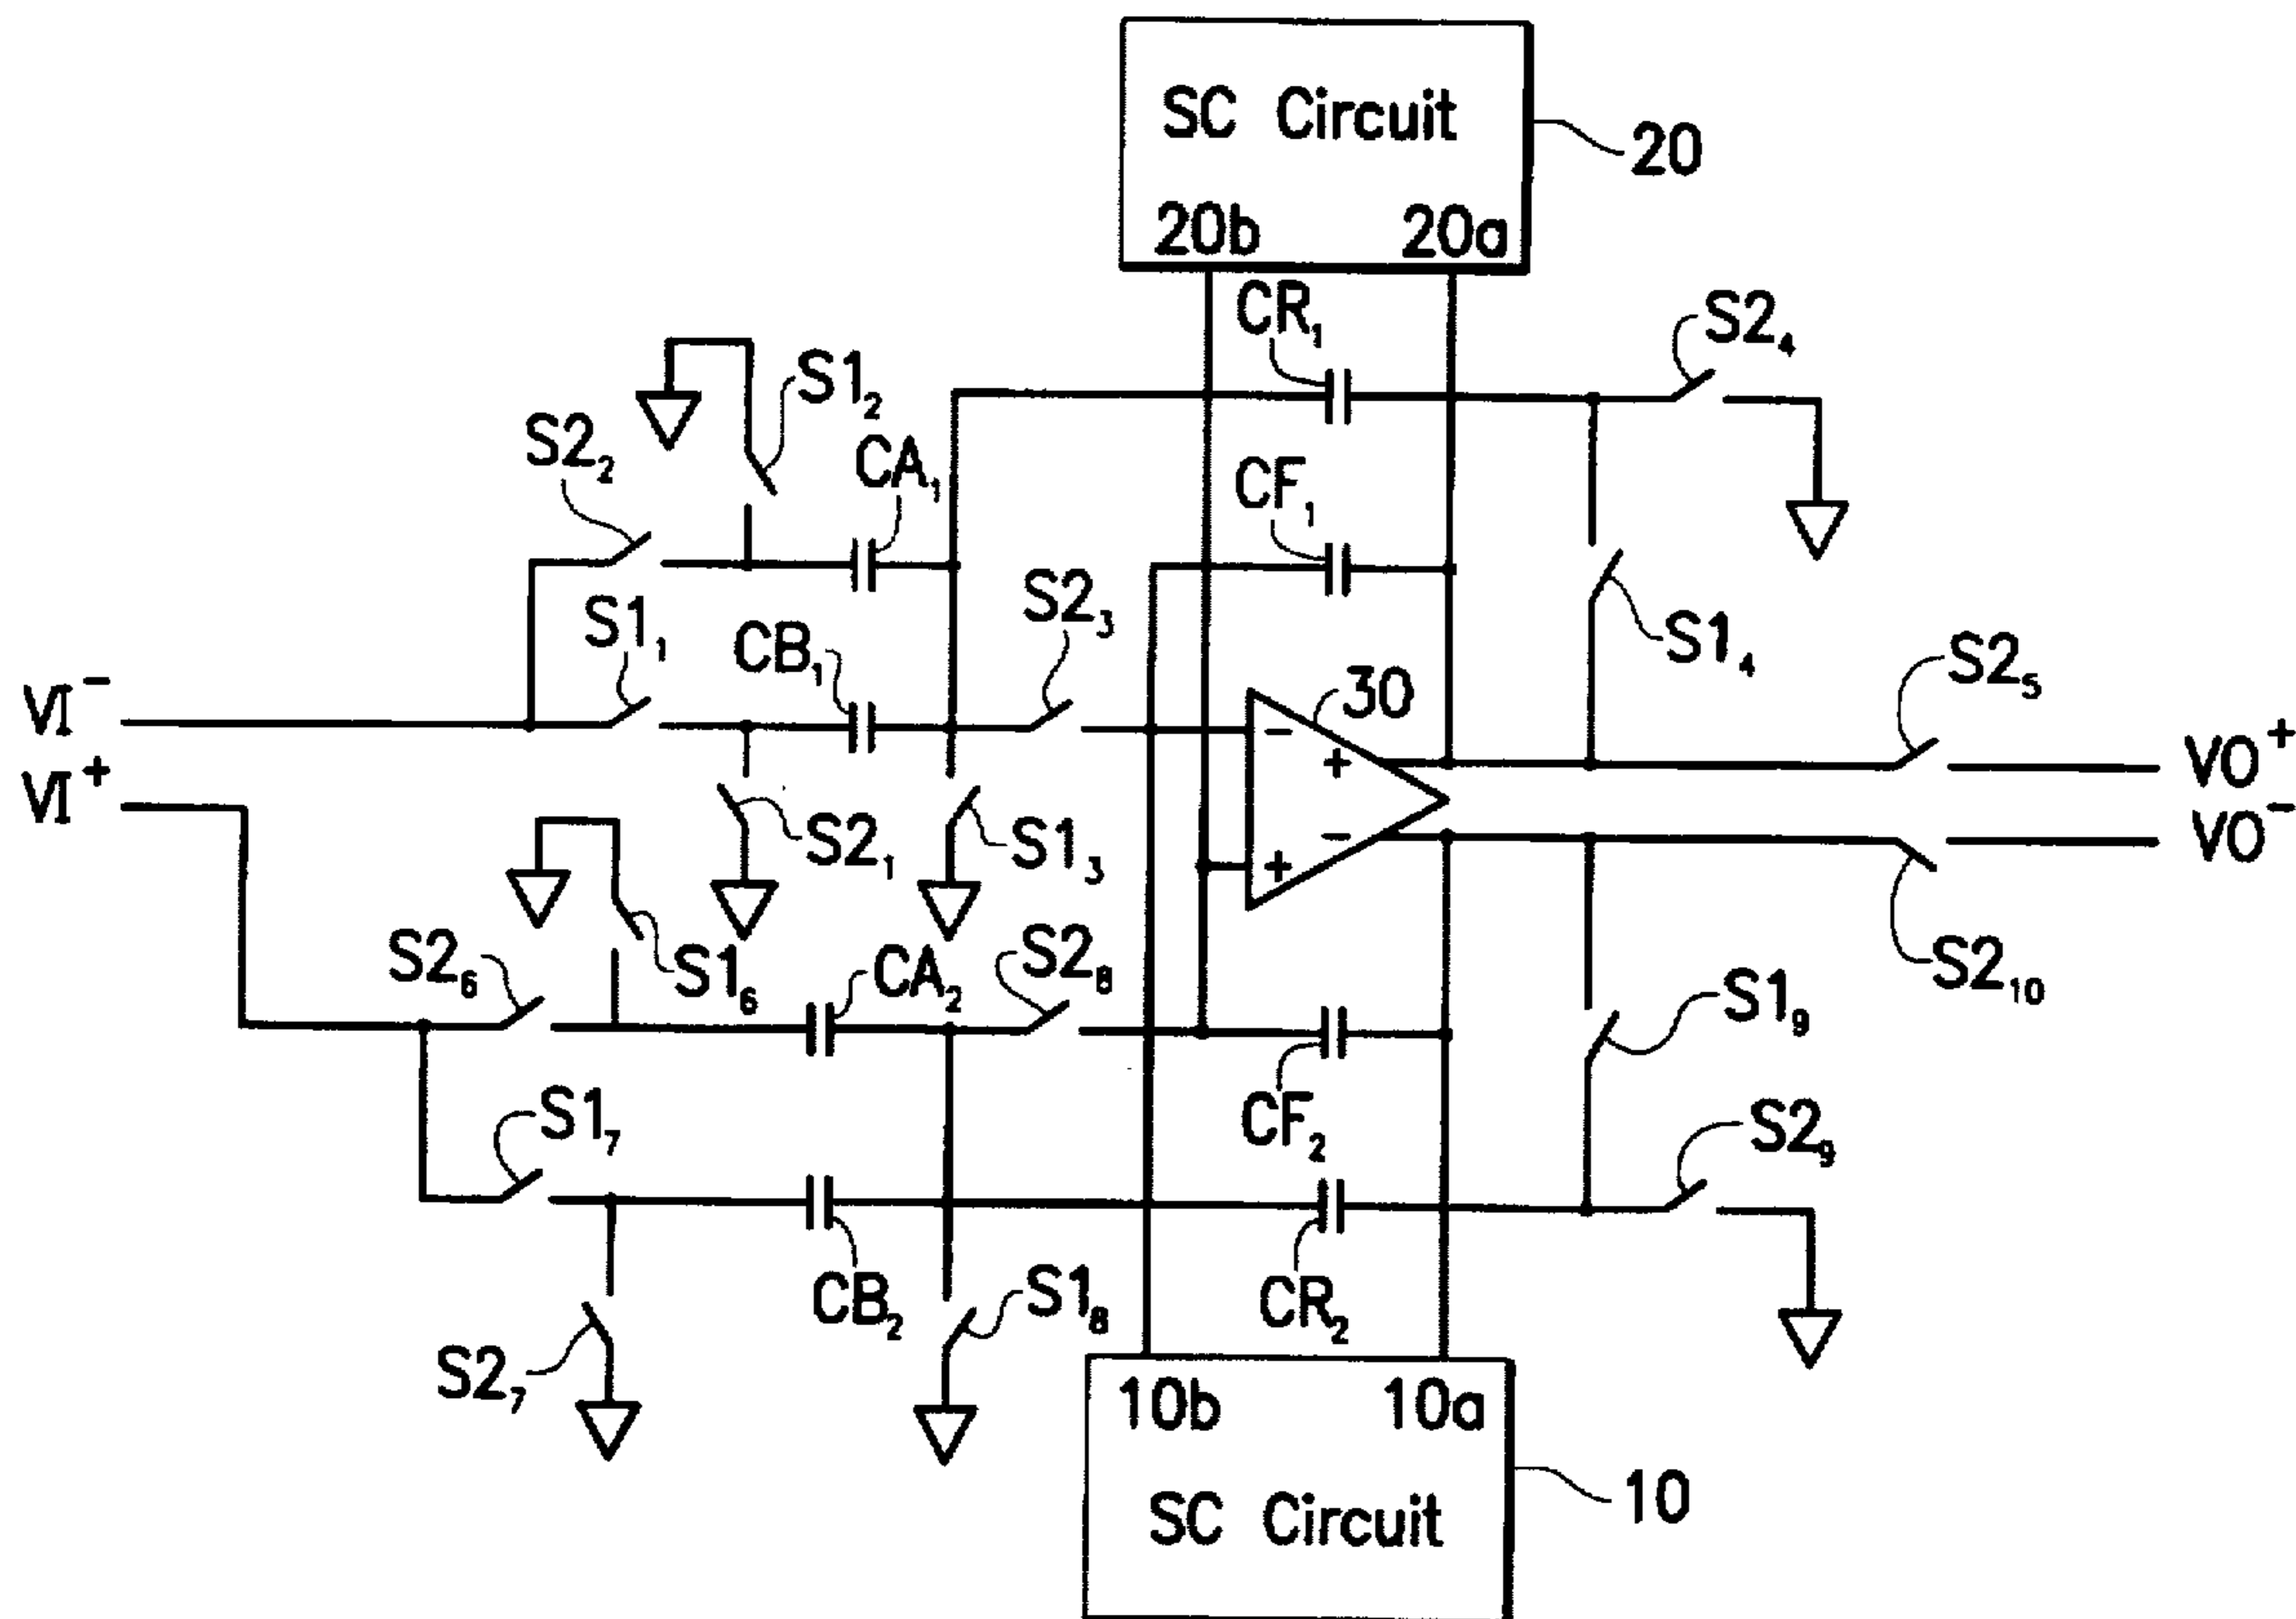 SC Circuit
20
20b 20a
CR₁
S2₄
S1₂
S2₂
CA₁
CF₁
S2₃
S1₁
CB₁
S1₄
S2₅
30
VI⁻
VO⁺
VI⁺
VO⁻
-
+
-
+
S2₁
S1₃
S2₆
S1₆
CA₂
S2₈
S2₁₀
S1₉
S1₇
CF₂
S2₉
CB₂
S1₈
CR₂
S2₇
10b 10a
10
SC Circuit